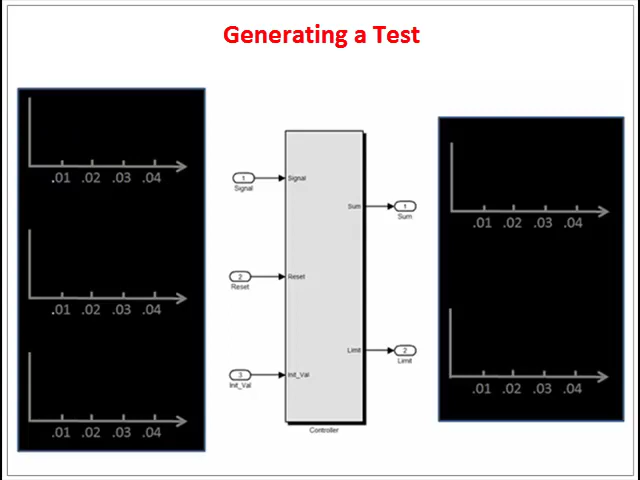 Generating a Test
.01 .02 .03 .04
.01 .02 .03 .04
.01 .02 .03 .04
1
Signal
2
Reset
3
Init_Val
Signal
Reset
Init_Val
Sum
Limit
Controller
1
Sum
2
Limit
.01 .02 .03 .04
.01 .02 .03 .04